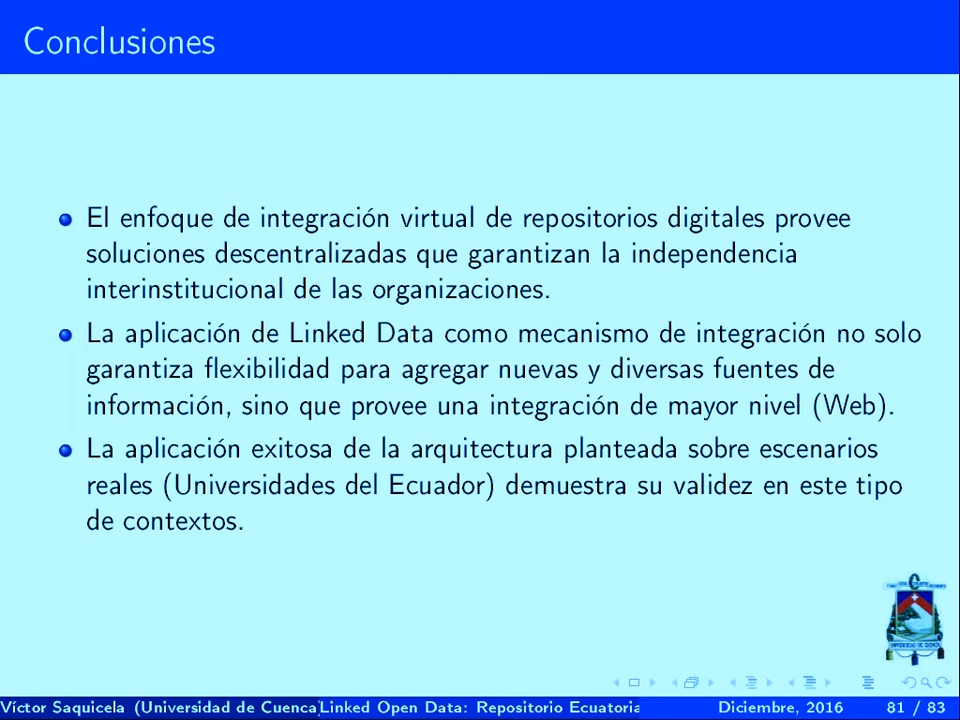 Conclusiones
El enfoque de integración virtual de repositorios digitales provee
soluciones descentralizadas que garantizan la independencia
interinstitucional de las organizaciones.
La aplicación de Linked Data como mecanismo de integración no solo
garantiza flexibilidad para agregar nuevas y diversas fuentes de
información, sino que provee una integración de mayor nivel (Web).
La aplicación exitosa de la arquitectura planteada sobre escenarios
reales (Universidades del Ecuador) demuestra su validez en este tipo
de contextos.
Víctor Saquicela (Universidad de Cuenca) Linked Open Data: Repositorio Ecuatoria Diciembre, 2016 81 / 83